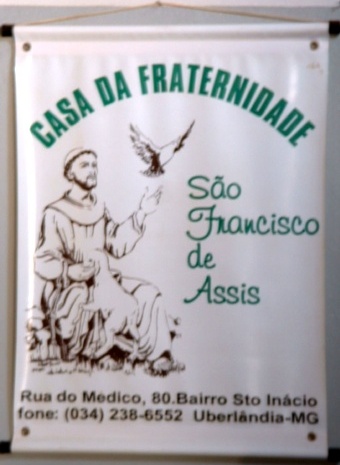 CASA DA FRATERNIDADE
São
Francisco
de
Assis
Rua do Médico, 80.Bairro Sto Inácio
fone: (034) 238-6552 Uberlândia-MG